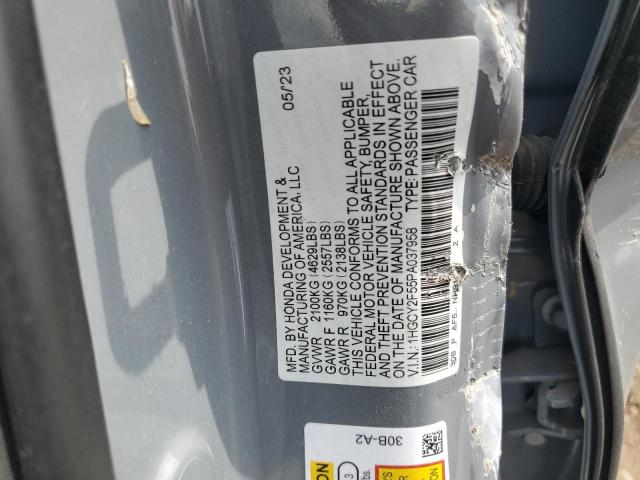 MFD. BY HONDA DEVELOPMENT & 05/23
MANUFACTURING OF AMERICA, LLC
GVWR 2100KG (4629LBS)
GAWR F 1160KG (2557LBS)
GAWR R 970KG (2138LBS)
THIS VEHICLE CONFORMS TO ALL APPLICABLE
FEDERAL MOTOR VEHICLE SAFETY, BUMPER,
AND THEFT PREVENTION STANDARDS IN EFFECT
ON THE DATE OF MANUFACTURE SHOWN ABOVE.
V.I.N.: 1HGCY2F55PA037958 TYPE: PASSENGER CAR
30B P AF5
30B-A2